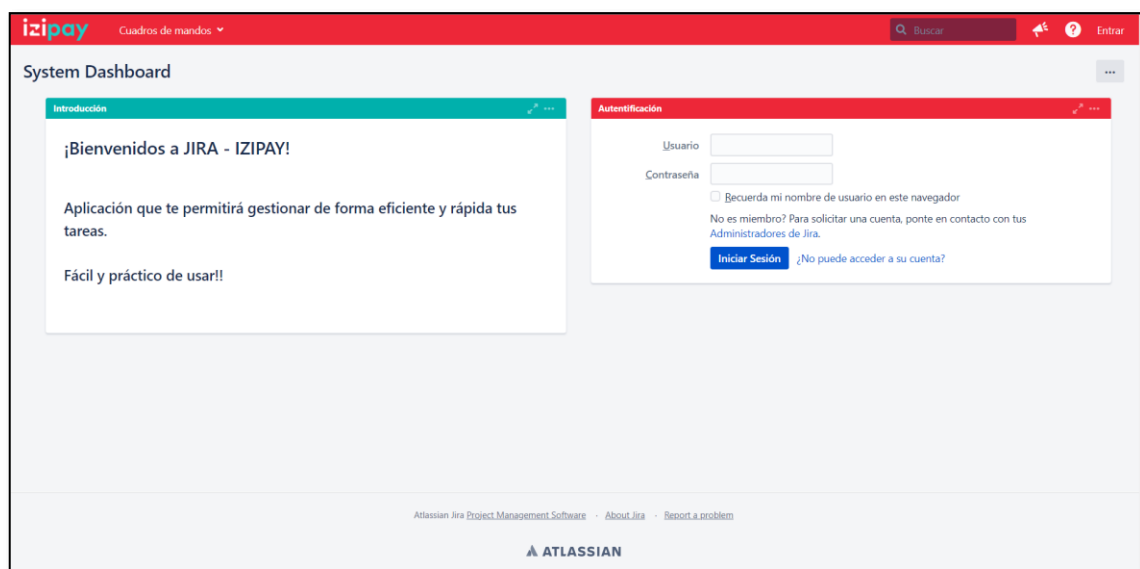 izipay Cuadros de mandos Buscar Entrar
System Dashboard
Introducción
¡Bienvenidos a JIRA - IZIPAY!
Aplicación que te permitirá gestionar de forma eficiente y rápida tus
tareas.
Fácil y práctico de usar!!
Autentificación
Usuario
Contraseña
Recuerda mi nombre de usuario en este navegador
No es miembro? Para solicitar una cuenta, ponte en contacto con tus
Administradores de Jira.
Iniciar Sesión ¿No puede acceder a su cuenta?
Atlassian Jira Project Management Software · About Jira · Report a problem
ATLASSIAN